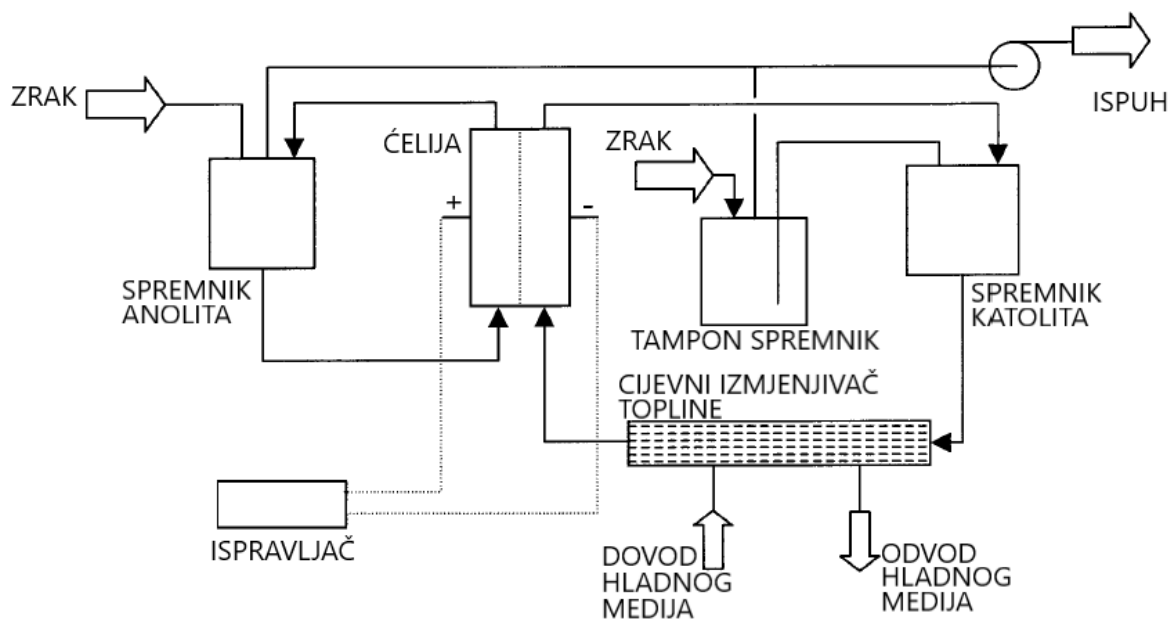 ZRAK
ISPUH
ĆELIJA
ZRAK
+
-
SPREMNIK
ANOLITA
SPREMNIK
KATOLITA
TAMPON SPREMNIK
CIJEVNI IZMJENJIVAČ
TOPLINE
ISPRAVLJAČ
DOVOD
HLADNOG
MEDIJA
ODVOD
HLADNOG
MEDIJA